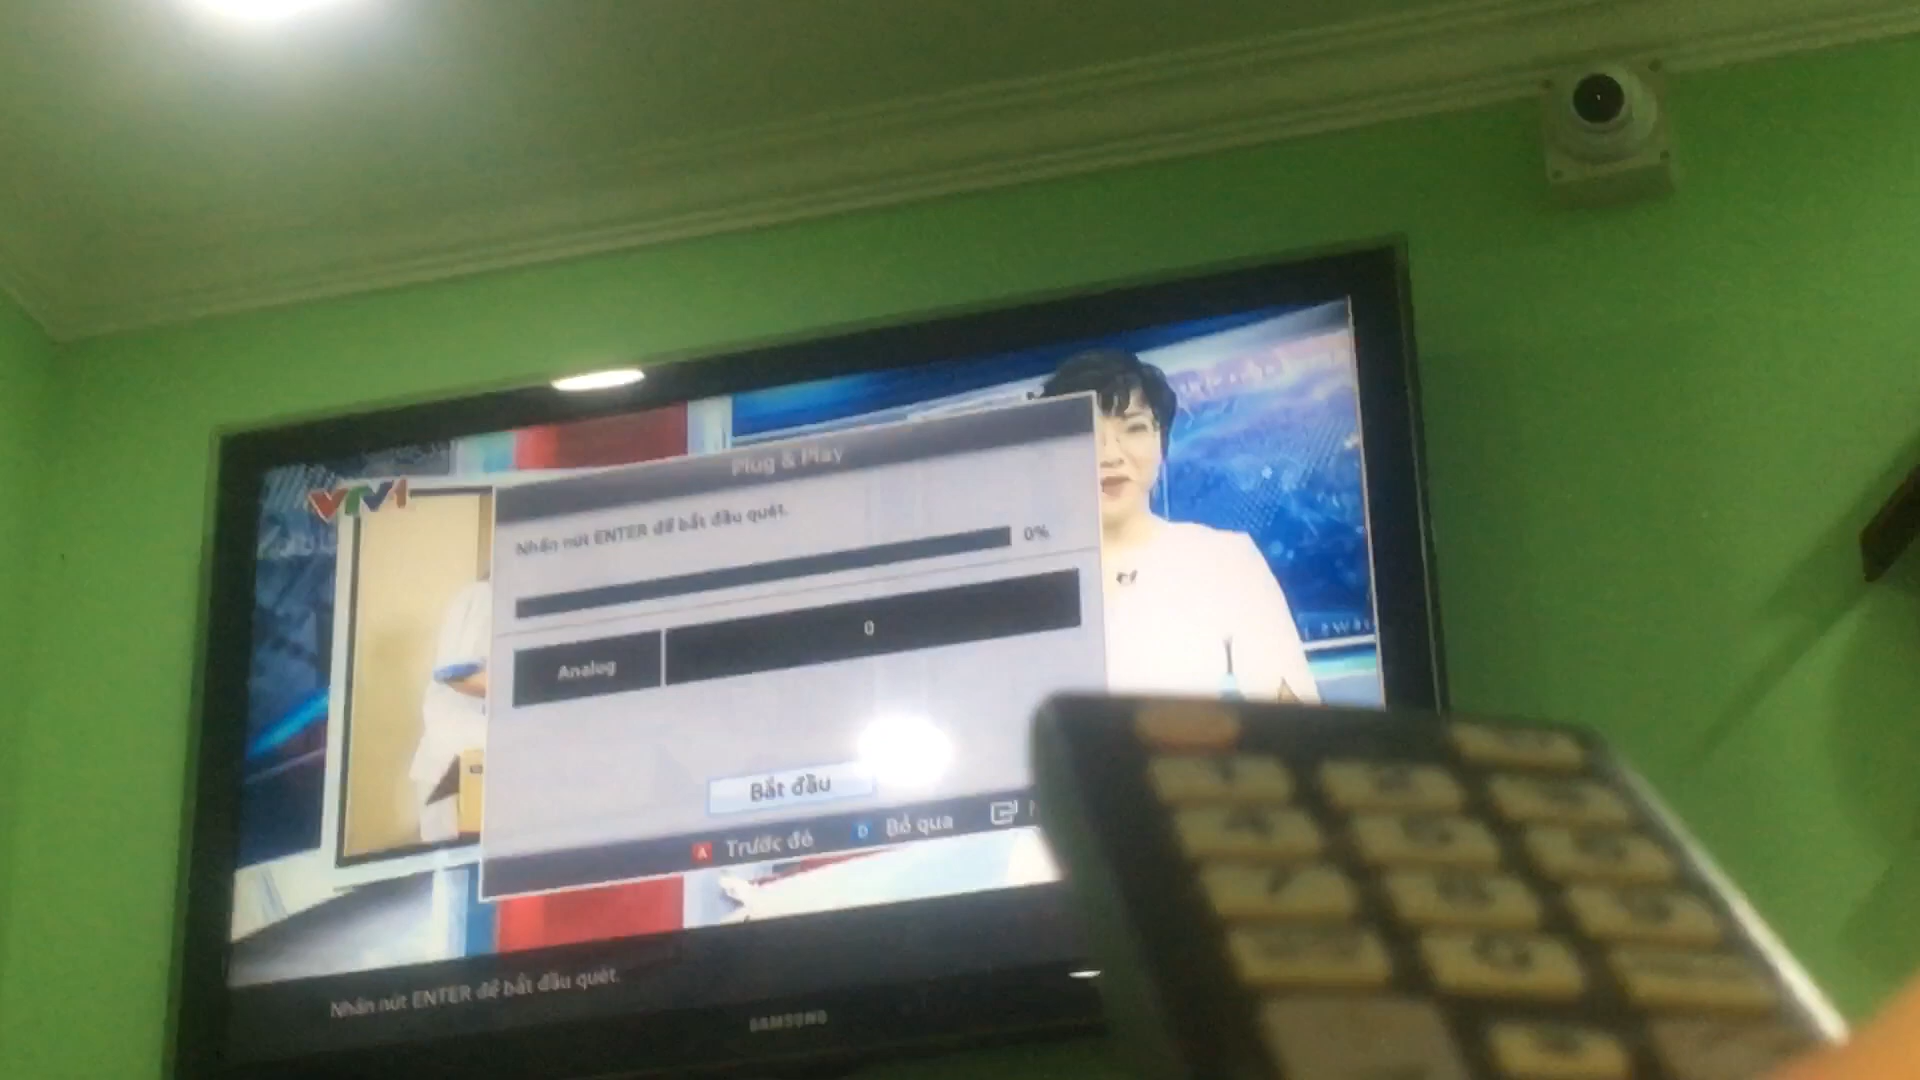 VTV1
Plug & Play
Nhấn nút ENTER để bắt đầu quét.
0%
Analog
0
Bắt đầu
A Trước đó
D Bỏ qua
Nhấn nút ENTER để bắt đầu quét.
SAMSUNG